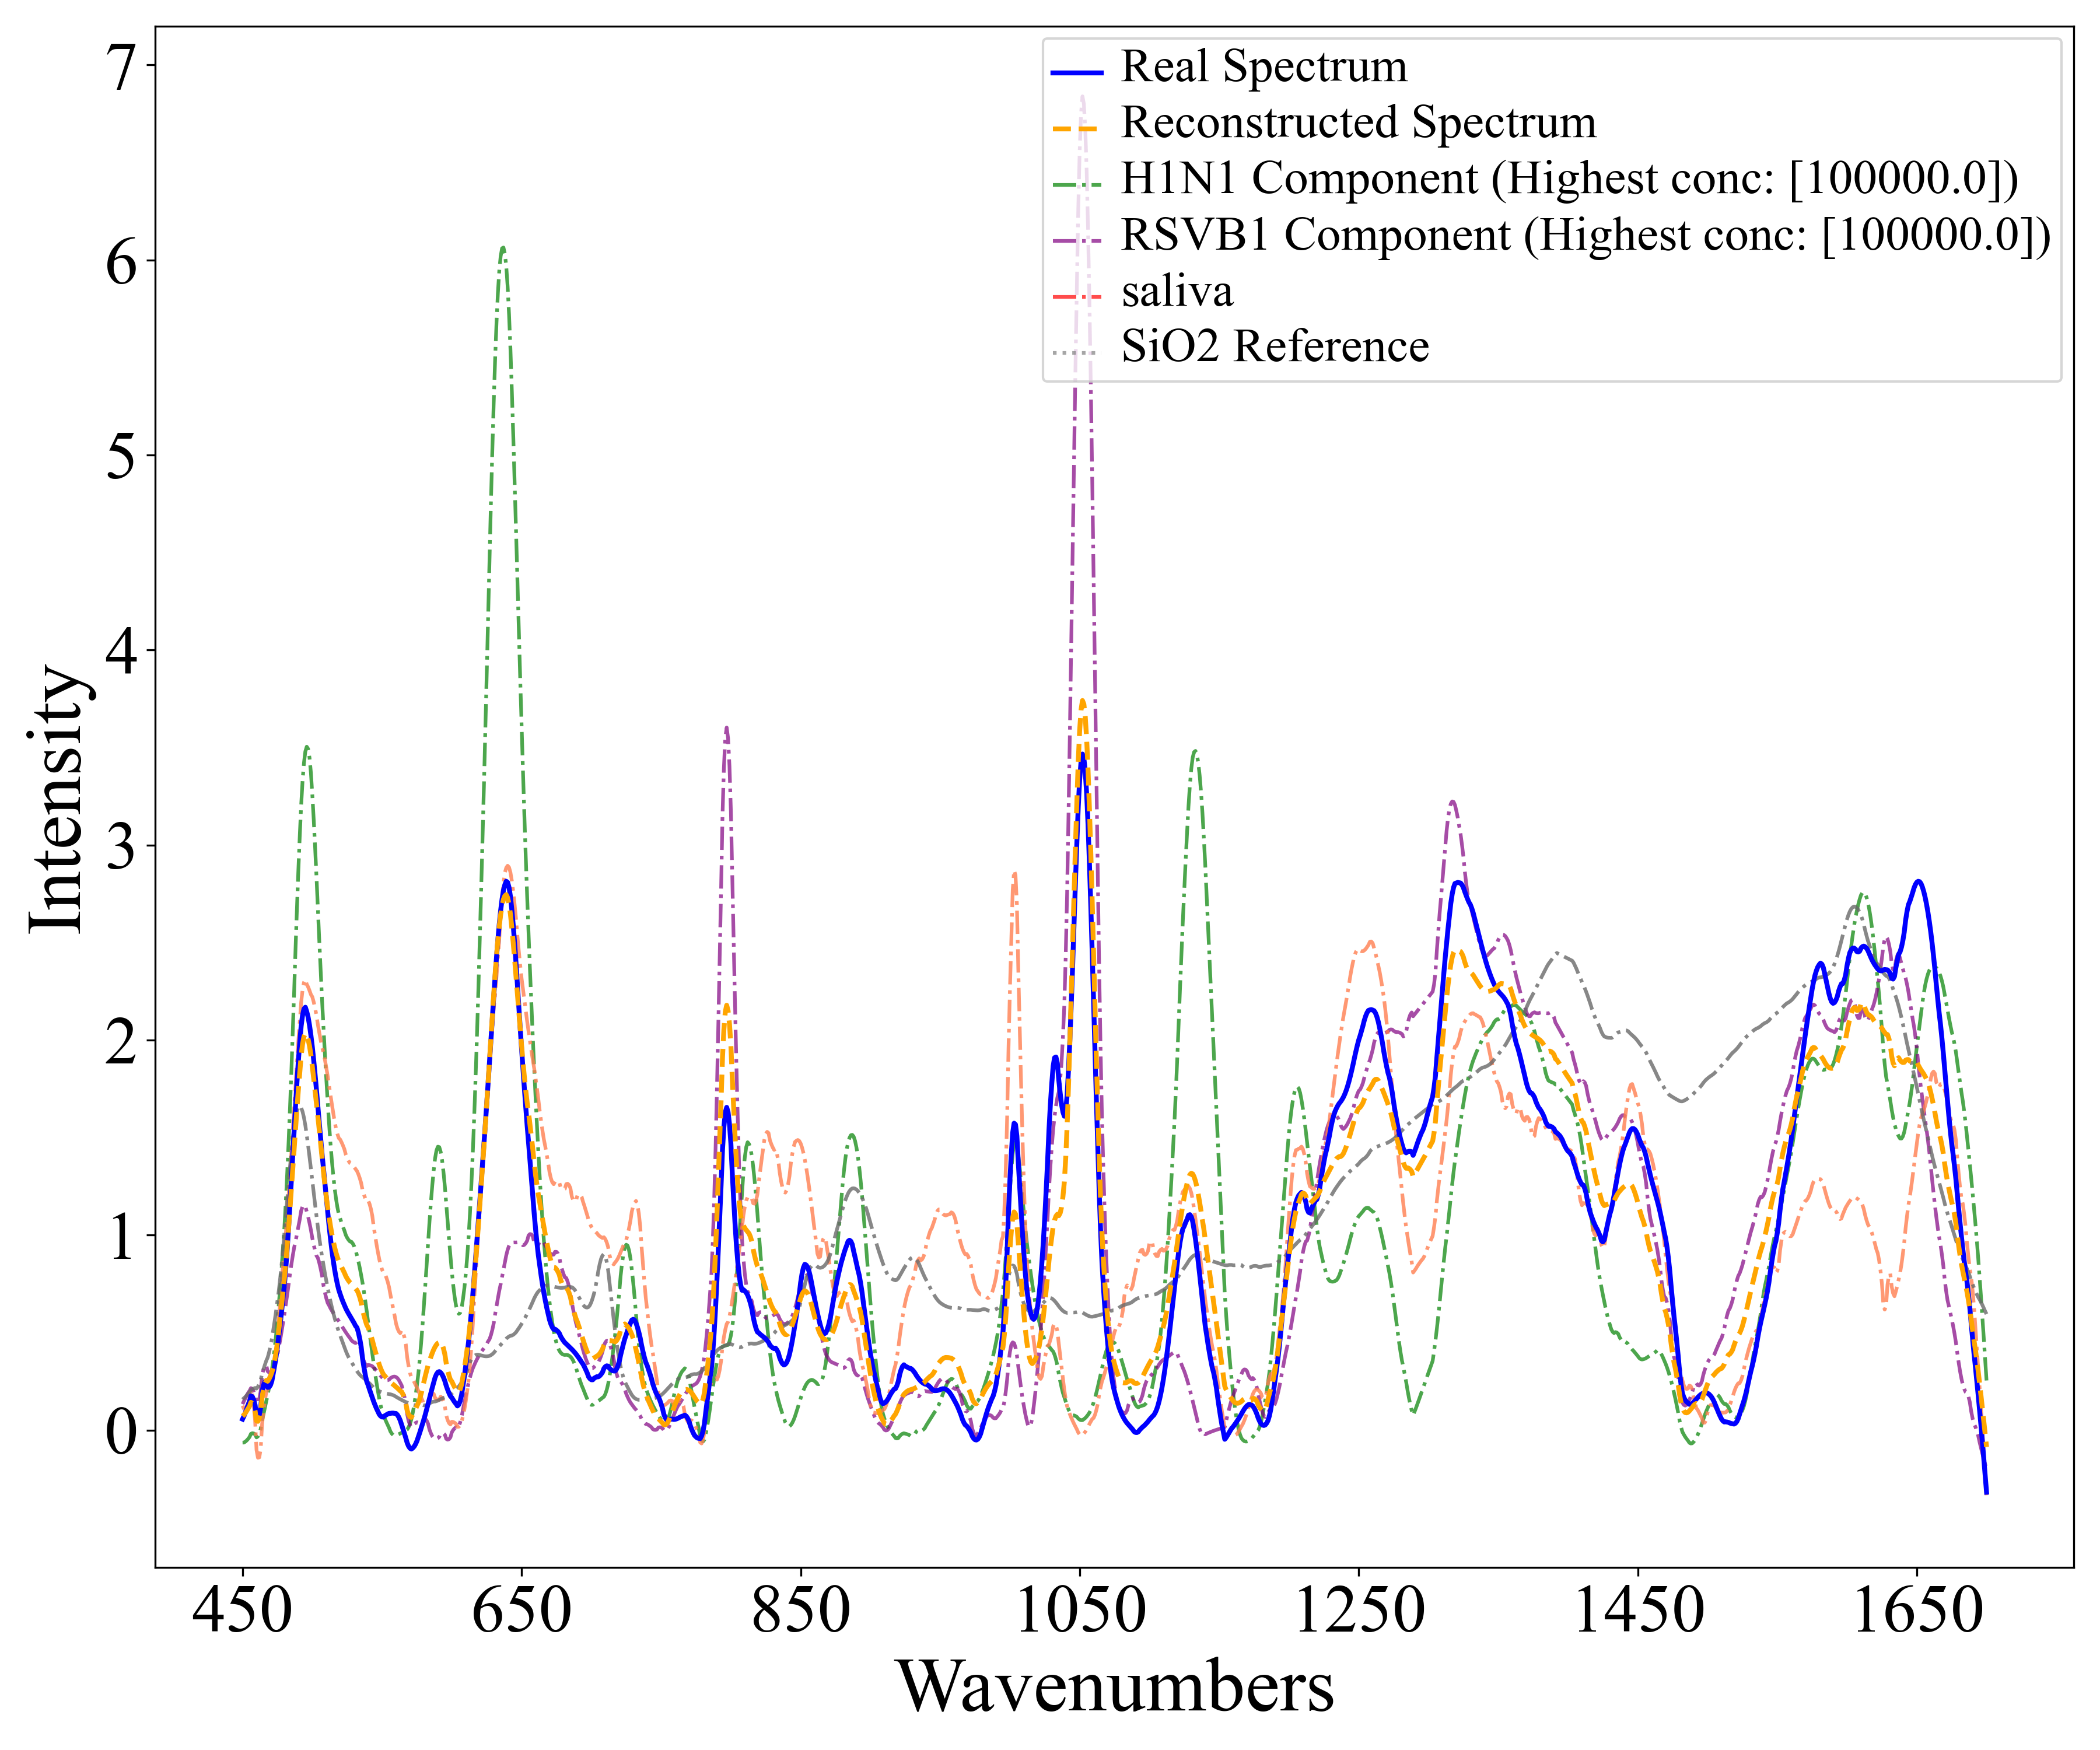 Real Spectrum
Reconstructed Spectrum
H1N1 Component (Highest conc: [100000.0])
RSVB1 Component (Highest conc: [100000.0])
saliva
SiO2 Reference
7
6
5
4
3
2
1
0
Intensity
450 650 850 1050 1250 1450 1650
Wavenumbers